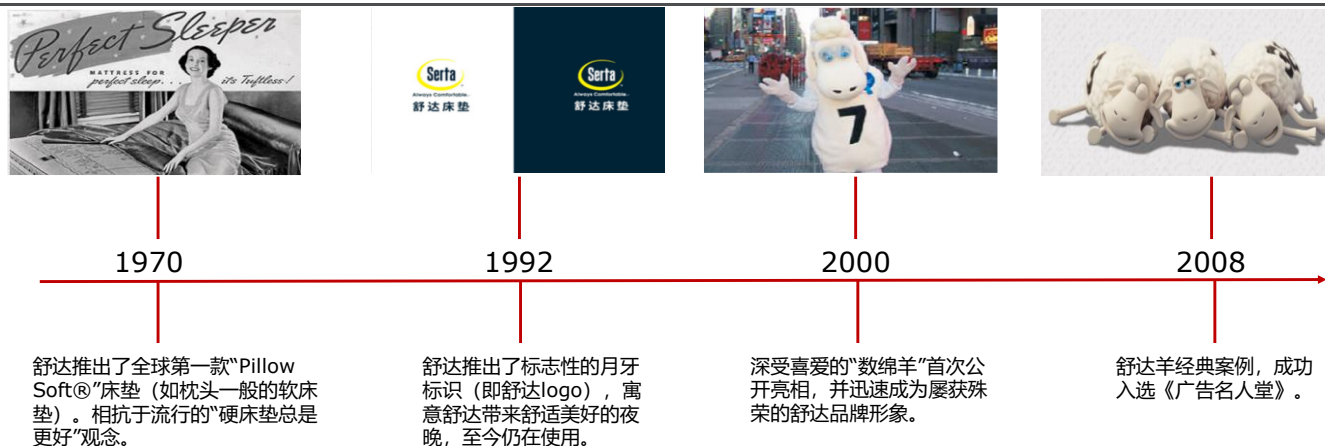 Perfect Sleeper
MATTRESS FOR
perfect sleep... it's Tuftless!
Serta
Always Comfortable.
舒达床垫
Serta
Always Comfortable.
舒达床垫
7
1970
1992
2000
2008
舒达推出了全球第一款“Pillow
Soft®”床垫（如枕头一般的软床
垫）。相抗于流行的“硬床垫总是
更好”观念。
舒达推出了标志性的月牙
标识（即舒达logo），寓
意舒达带来舒适美好的夜
晚，至今仍在使用。
深受喜爱的“数绵羊”首次公
开亮相，并迅速成为屡获殊
荣的舒达品牌形象。
舒达羊经典案例，成功
入选《广告名人堂》。